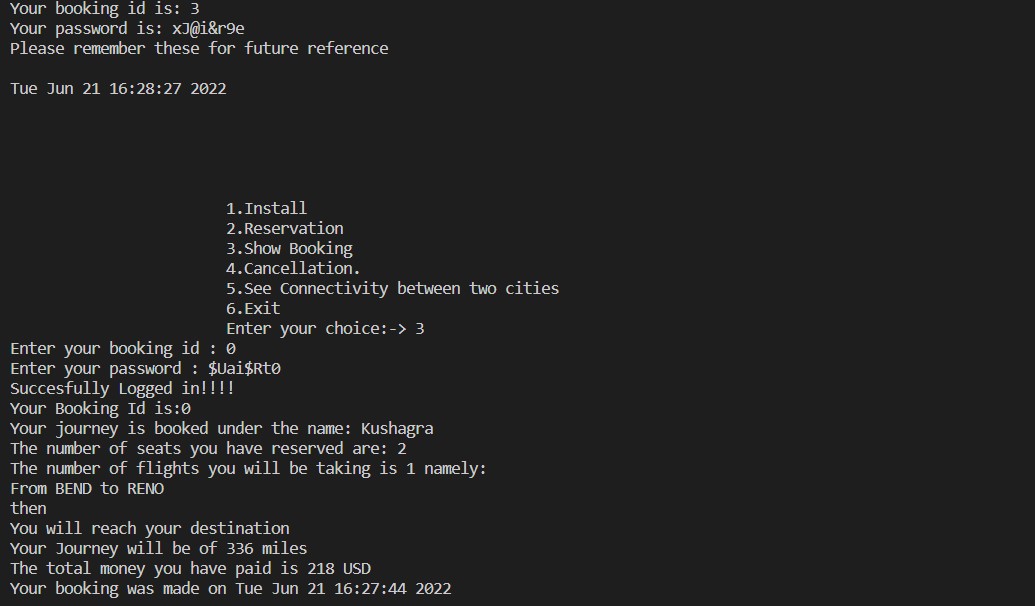 Your booking id is: 3
Your password is: xJ@i&r9e
Please remember these for future reference
Tue Jun 21 16:28:27 2022
1.Install
2.Reservation
3.Show Booking
4.Cancellation.
5.See Connectivity between two cities
6.Exit
Enter your choice:-> 3
Enter your booking id : 0
Enter your password : $Uai$Rt0
Succesfully Logged in!!!!
Your Booking Id is:0
Your journey is booked under the name: Kushagra
The number of seats you have reserved are: 2
The number of flights you will be taking is 1 namely:
From BEND to RENO
then
You will reach your destination
Your Journey will be of 336 miles
The total money you have paid is 218 USD
Your booking was made on Tue Jun 21 16:27:44 2022